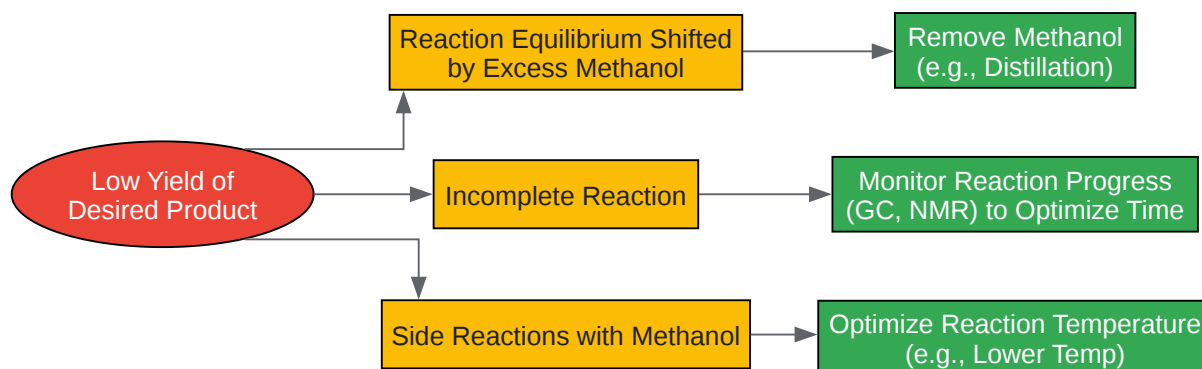 Reaction Equilibrium Shifted
by Excess Methanol
Remove Methanol
(e.g., Distillation)
Low Yield of
Desired Product
Incomplete Reaction
Monitor Reaction Progress
(GC, NMR) to Optimize Time
Side Reactions with Methanol
Optimize Reaction Temperature
(e.g., Lower Temp)